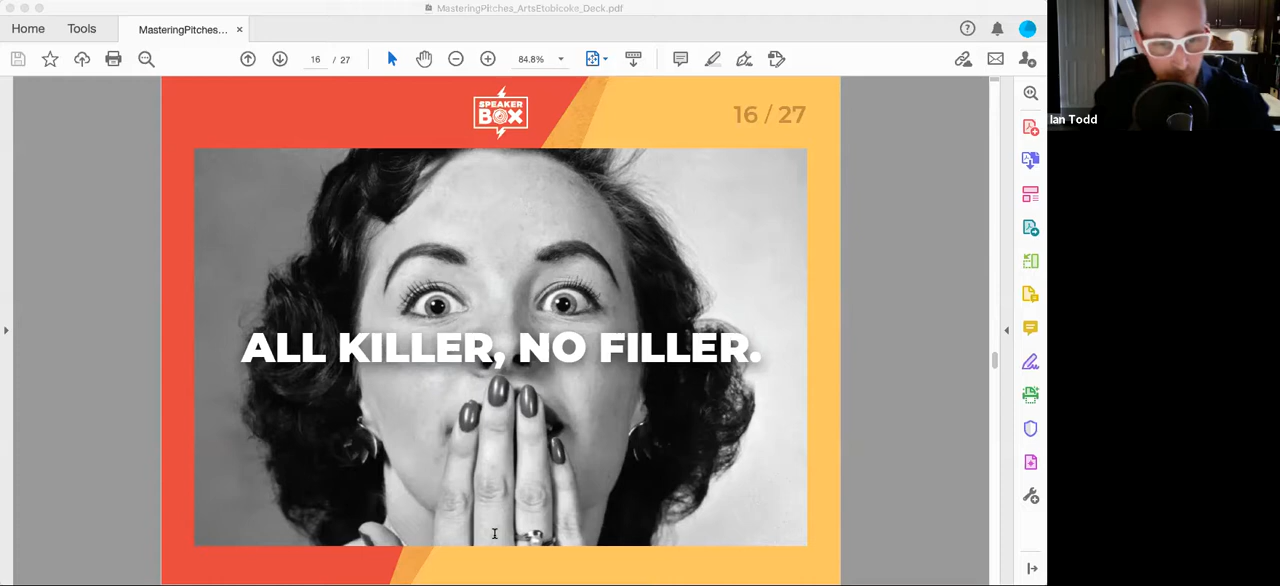 MasteringPitches_ArtsEtobicoke_Deck.pdf
Home
Tools
MasteringPitches...
16 / 27
84.8%
Ian Todd
SPEAKER
BOX
16 / 27
ALL KILLER, NO FILLER.